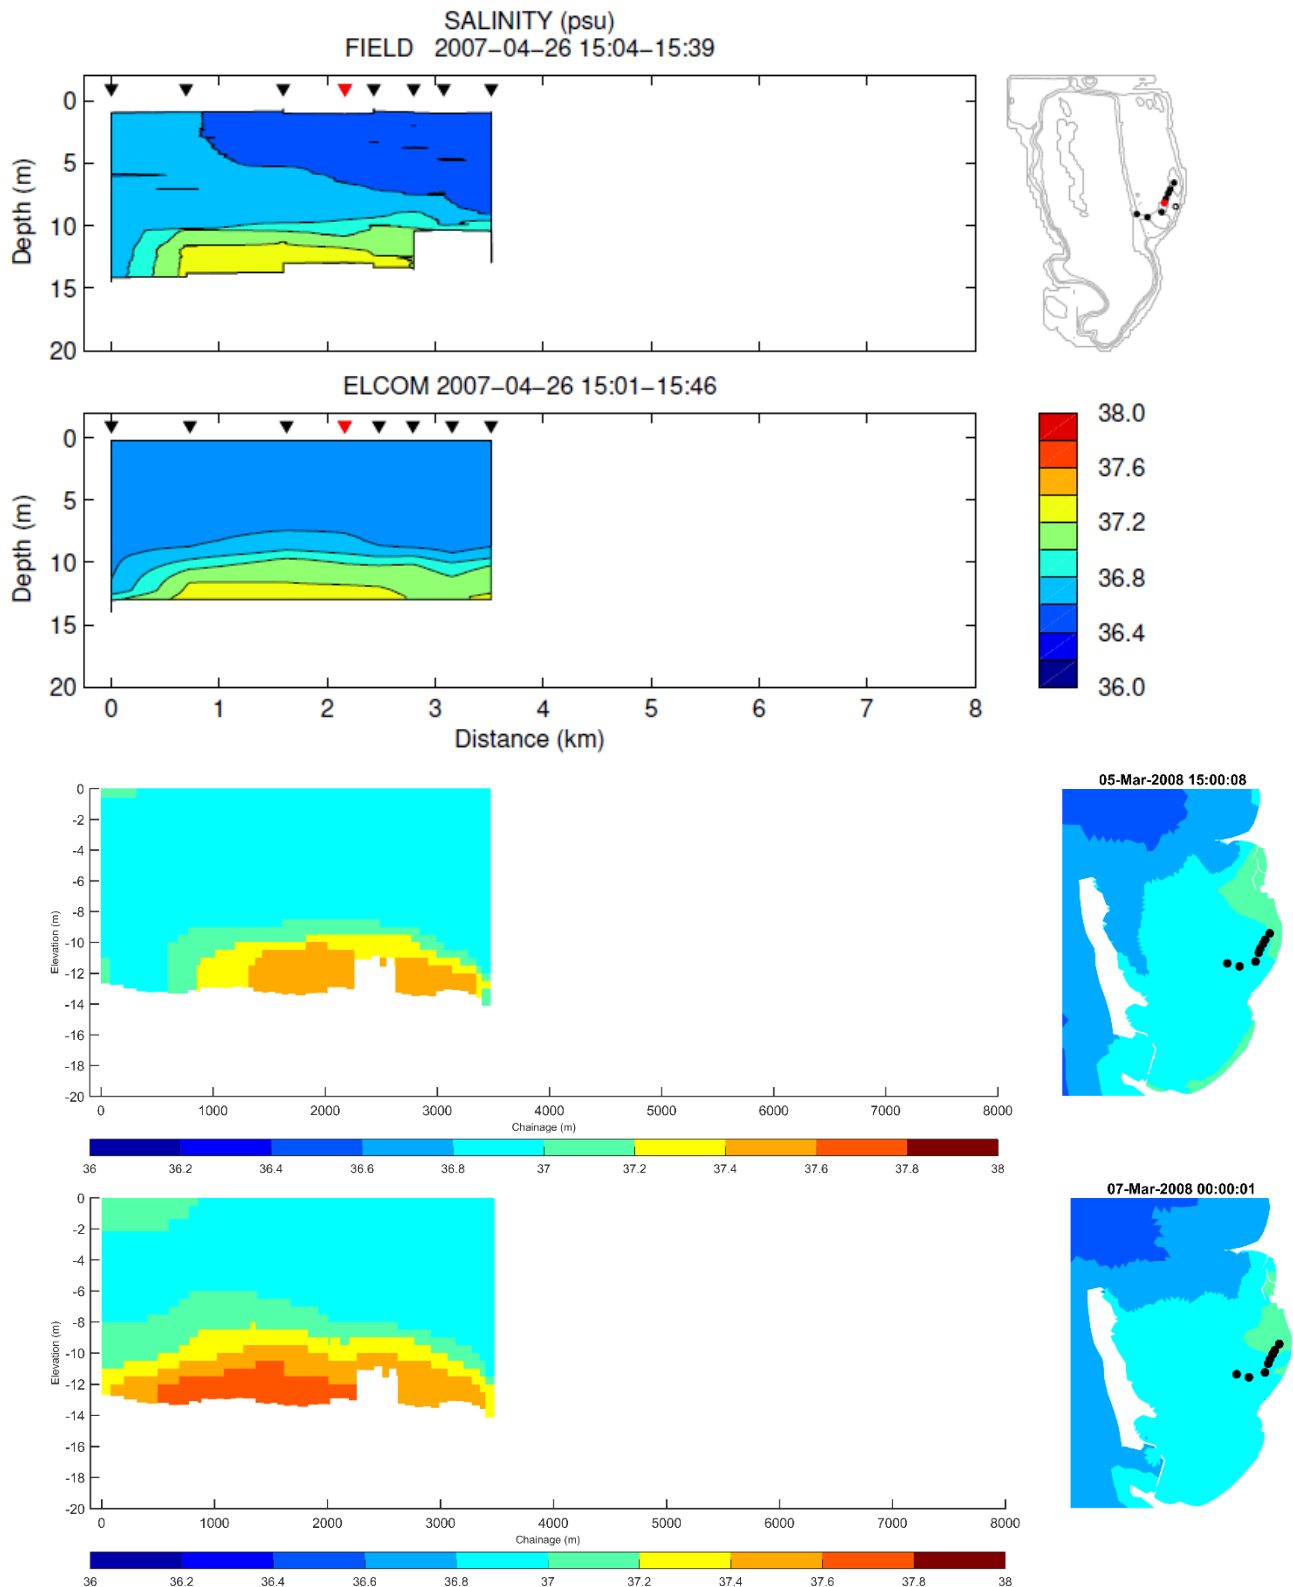 SALINITY (psu)
FIELD 2007−04−26 15:04−15:39
0
5
10
15
20
Depth (m)
ELCOM 2007−04−26 15:01−15:46
0
5
10
15
20
Depth (m)
0 1 2 3 4 5 6 7 8
Distance (km)
38.0
37.6
37.2
36.8
36.4
36.0
05-Mar-2008 15:00:08
0
-2
-4
-6
-8
-10
-12
-14
-16
-18
-20
Elevation (m)
0 1000 2000 3000 4000 5000 6000 7000 8000
Chainage (m)
36 36.2 36.4 36.6 36.8 37 37.2 37.4 37.6 37.8 38
07-Mar-2008 00:00:01
0
-2
-4
-6
-8
-10
-12
-14
-16
-18
-20
Elevation (m)
0 1000 2000 3000 4000 5000 6000 7000 8000
Chainage (m)
36 36.2 36.4 36.6 36.8 37 37.2 37.4 37.6 37.8 38